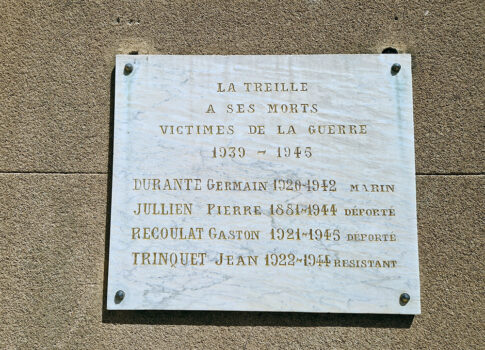 LA TREILLE
A SES MORTS
VICTIMES DE LA GUERRE
1939 ~ 1945
DURANTE GERMAIN 1920~1942 MARIN
JULLIEN PIERRE 1881~1944 DÉPORTÉ
RECOULAT GASTON 1921~1945 DEPORTÉ
TRINQUET JEAN 1922~1944 RESISTANT